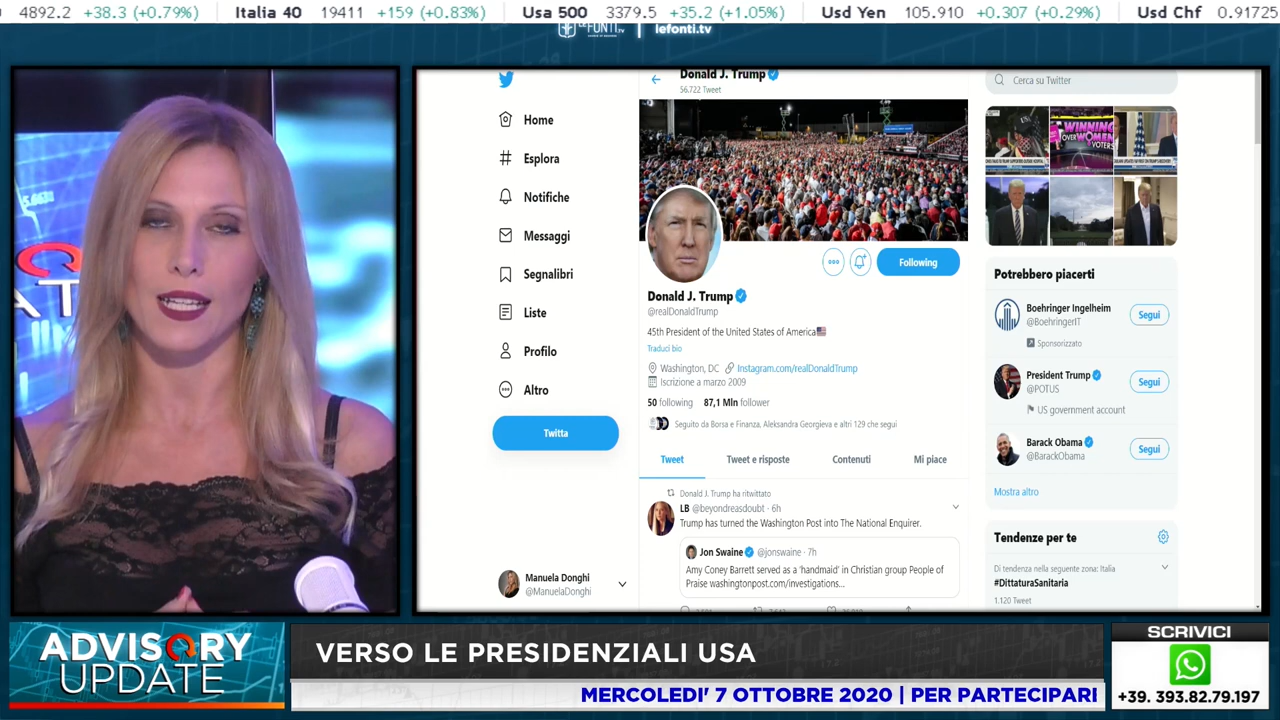 4892.2 +38.3 (+0.79%) Italia 40 19411 +159 (+0.83%) Usa 500 3379.5 +35.2 (+1.05%) Usd Yen 105.910 +0.307 (+0.29%) Usd Chf 0.91725
LE FONTI.TV | lefonti.tv
Donald J. Trump
56.722 Tweet
Cerca su Twitter
Home
Esplora
Notifiche
Messaggi
Segnalibri
Liste
Profilo
Altro
Twitta
Manuela Donghi
@ManuelaDonghi
Following
Donald J. Trump
@realDonaldTrump
45th President of the United States of America
Traduci bio
Washington, DC Instagram.com/realDonaldTrump
Iscrizione a marzo 2009
50 following 87,1 Mln follower
Seguito da Borsa e Finanza, Aleksandra Georgieva e altri 129 che segui
Tweet Tweet e risposte Contenuti Mi piace
Donald J. Trump ha ritwittato
LB @beyondreasdoubt · 6h
Trump has turned the Washington Post into The National Enquirer.
Jon Swaine @jonswaine · 7h
Amy Coney Barrett served as a 'handmaid' in Christian group People of
Praise washingtonpost.com/investigations...
WINNING
OVER WOMEN
VOTERS
Potrebbero piacerti
Boehringer Ingelheim
@BoehringerIT
Segui
Sponsorizzato
President Trump
@POTUS
Segui
US government account
Barack Obama
@BarackObama
Segui
Mostra altro
Tendenze per te
Di tendenza nella seguente zona: Italia
#DittaturaSanitaria
1.120 Tweet
ADVISORY
UPDATE
VERSO LE PRESIDENZIALI USA
MERCOLEDI' 7 OTTOBRE 2020 | PER PARTECIPARI
SCRIVICI
+39. 393.82.79.197